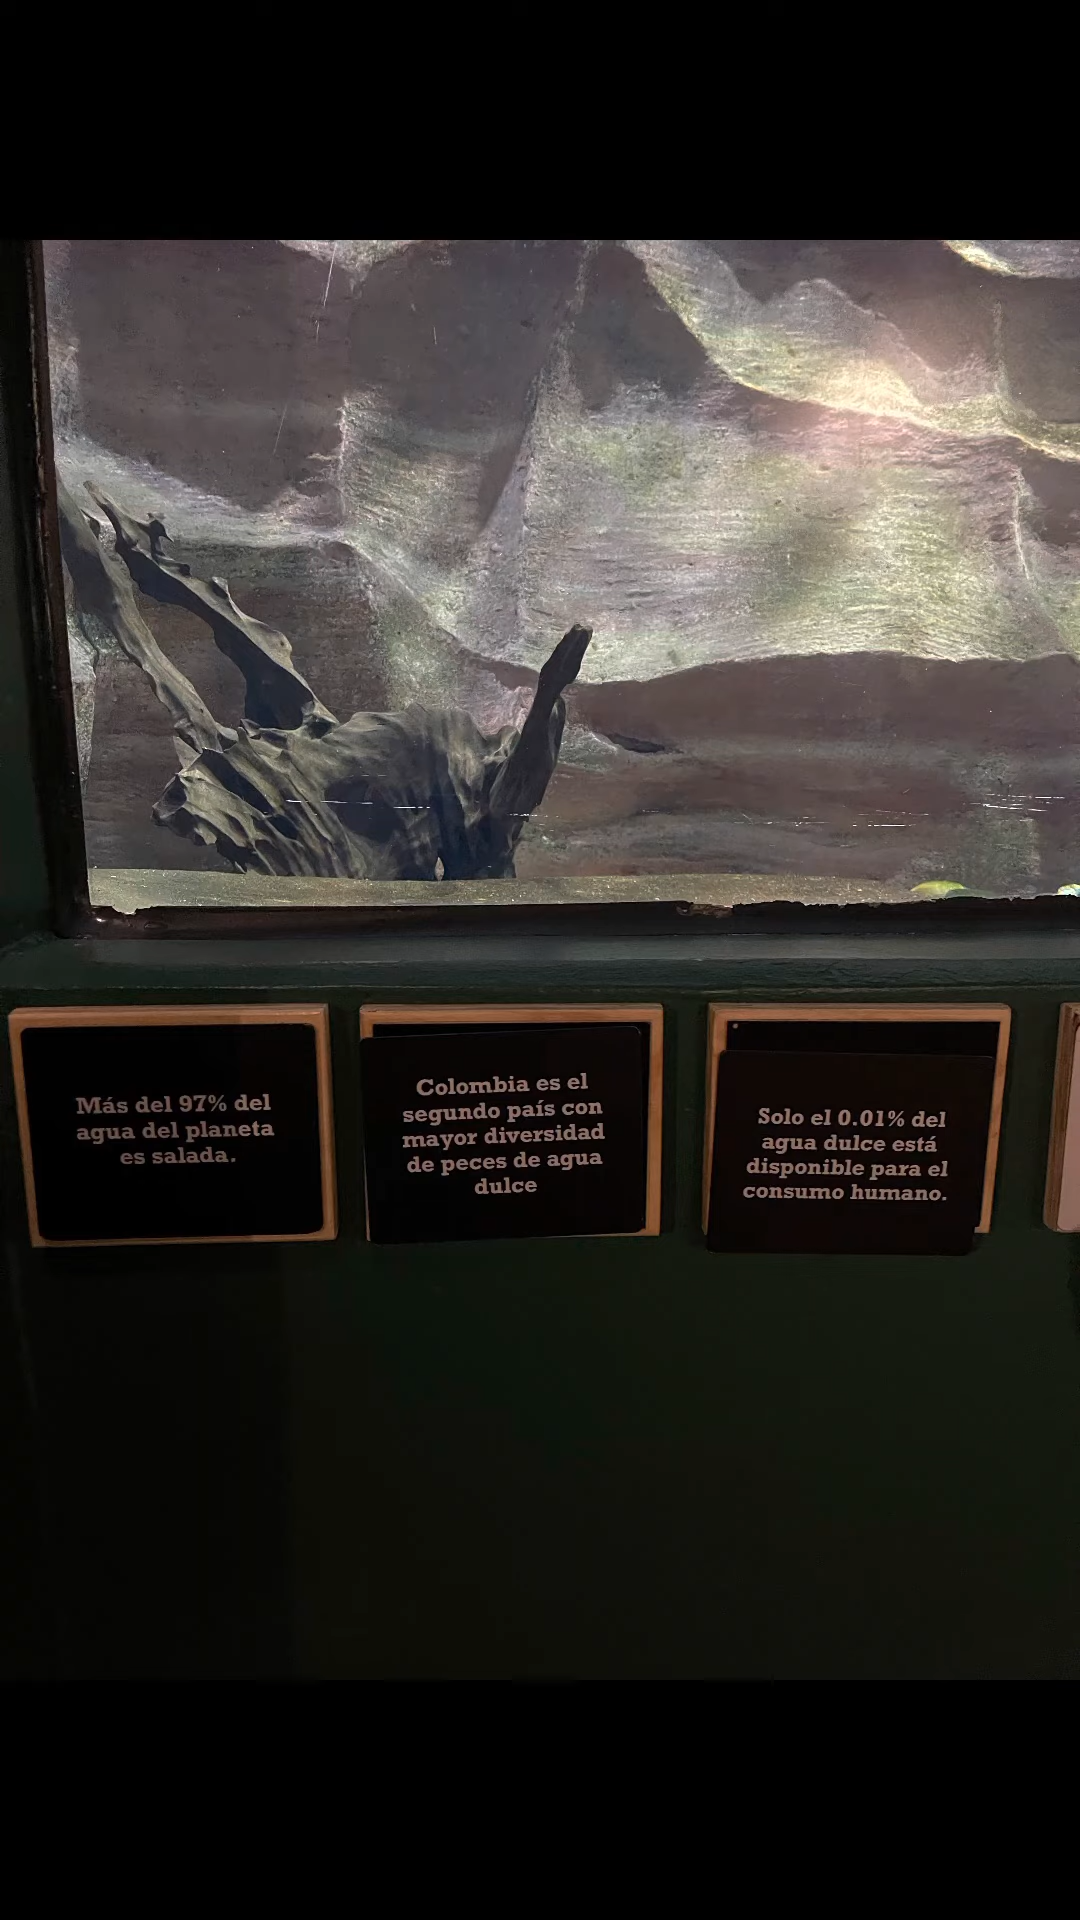 Más del 97% del
agua del planeta
es salada.
Colombia es el
segundo país con
mayor diversidad
de peces de agua
dulce
Solo el 0.01% del
agua dulce está
disponible para el
consumo humano.